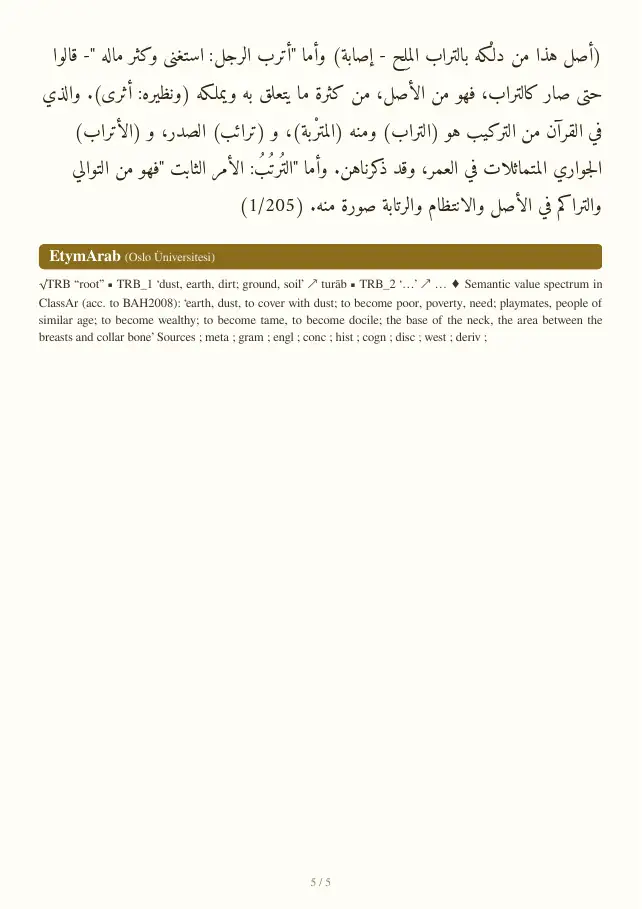 (أصل هذا من دلْكه بالتراب المِلح - إصابة) وأما "أترب الرجل: استغنى وكثر ماله "- قالوا
حتى صار كالتراب، فهو من الأصل، من كثرة ما يتعلق به ويملكه (ونظيره: أثرى). والذي
في القرآن من التركيب هو (التراب) ومنه (المترْبة)، و (ترائب) الصدر، و (الأتراب)
الجواري المتماثلات في العمر، وقد ذكرناهن. وأما "التُرتُبُ: الأمر الثابت "فهو من التوالي
والتراكم في الأصل والانتظام والرتابة صورة منه. (1/205)
EtymArab (Oslo Üniversitesi)
√TRB “root” ▪ TRB_1 ‘dust, earth, dirt; ground, soil’ ↗ turāb ▪ TRB_2 ‘…’ ↗ … ♦ Semantic value spectrum in
ClassAr (acc. to BAH2008): ‘earth, dust, to cover with dust; to become poor, poverty, need; playmates, people of
similar age; to become wealthy; to become tame, to become docile; the base of the neck, the area between the
breasts and collar bone’ Sources ; meta ; gram ; engl ; conc ; hist ; cogn ; disc ; west ; deriv ;
5 / 5